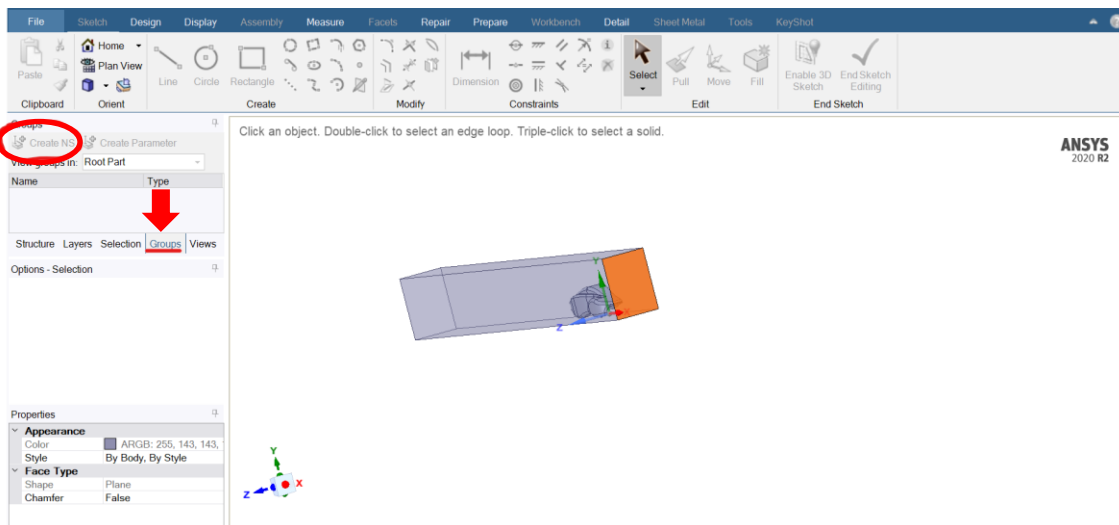 File Sketch Design Display Assembly Measure Facets Repair Prepare Workbench Detail Sheet Metal Tools KeyShot
Home
Plan View
Paste
Line Circle Rectangle
Dimension
Select Pull Move Fill
Enable 3D Sketch
End Sketch Editing
Clipboard Orient Create Modify Constraints Edit End Sketch
Groups
Create NS Create Parameter
View groups in: Root Part
Name Type
Structure Layers Selection Groups Views
Options - Selection
Properties
Appearance
Color ARGB: 255, 143, 143,
Style By Body, By Style
Face Type
Shape Plane
Chamfer False
Click an object. Double-click to select an edge loop. Triple-click to select a solid.
ANSYS
2020 R2
Y
X
Z
Z
Y
X
Z